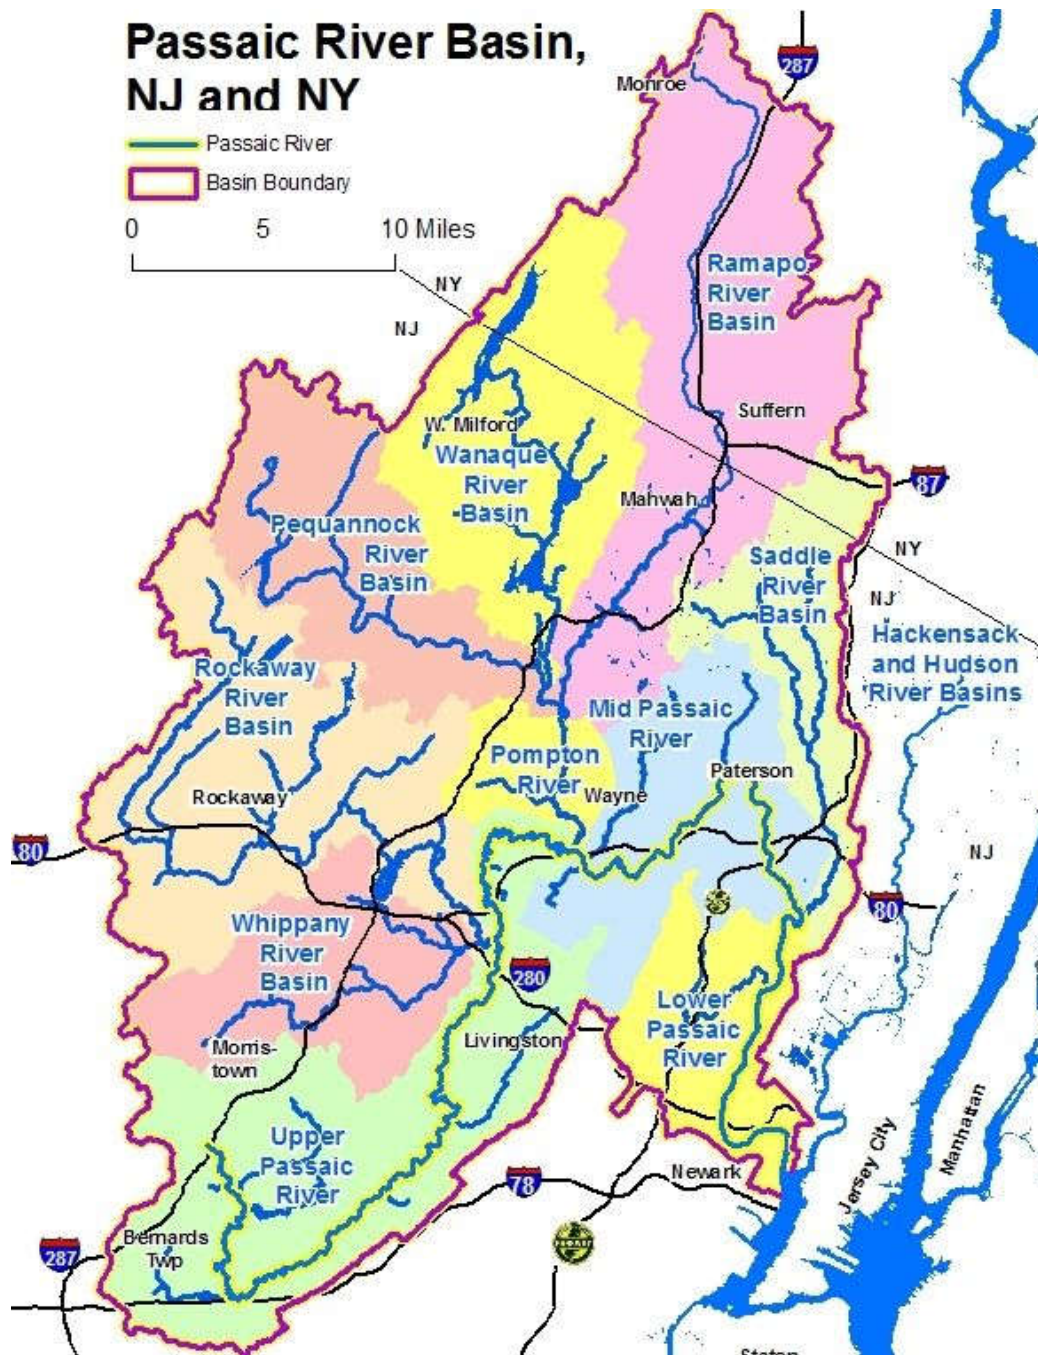 Passaic River Basin,
NJ and NY
Passaic River
Basin Boundary
0 5 10 Miles
287
Monroe
NY
NJ
Ramapo
River
Basin
Suffern
W. Milford
Wanaque
River
-Basin
Mahwah
87
Pequannock
River
Basin
Saddle
River
Basin
NY
NJ
Hackensack
and Hudson
River Basins
Rockaway
River
Basin
Mid Passaic
River
Pompton
River
Paterson
Wayne
Rockaway
80
NJ
80
Whippany
River
Basin
280
Lower
Passaic
River
Livingston
Morris-
town
Upper
Passaic
River
Jersey City
Manhattan
Newark
78
Bernards
Twp
287